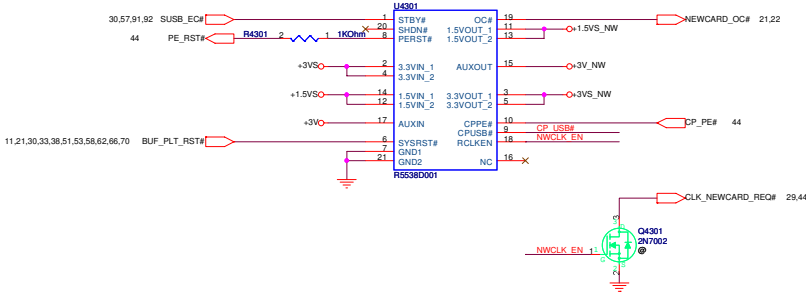 U4301
30,57,91,92 SUSB_EC# 1 STBY# OC# 19 NEWCARD_OC# 21,22
20 SHDN# 1.5VOUT_1 11 +1.5VS_NW
44 PE_RST# R4301 2 1 1KOhm 8 PERST# 1.5VOUT_2 13
+3VS 2 3.3VIN_1 AUXOUT 15 +3V_NW
4 3.3VIN_2
+1.5VS 14 1.5VIN_1 3.3VOUT_1 3 +3VS_NW
12 1.5VIN_2 3.3VOUT_2 5
+3V 17 AUXIN CPPE# 10 CP_PE# 44
CPUSB# 9 CP_USB#
11,21,30,33,38,51,53,58,62,66,70 BUF_PLT_RST# 6 SYSRST# RCLKEN 18 NWCLK_EN
7 GND1
21 GND2 NC 16
R5538D001
CLK_NEWCARD_REQ# 29,44
3
Q4301
2N7002
@
NWCLK_EN 1 1
G
2